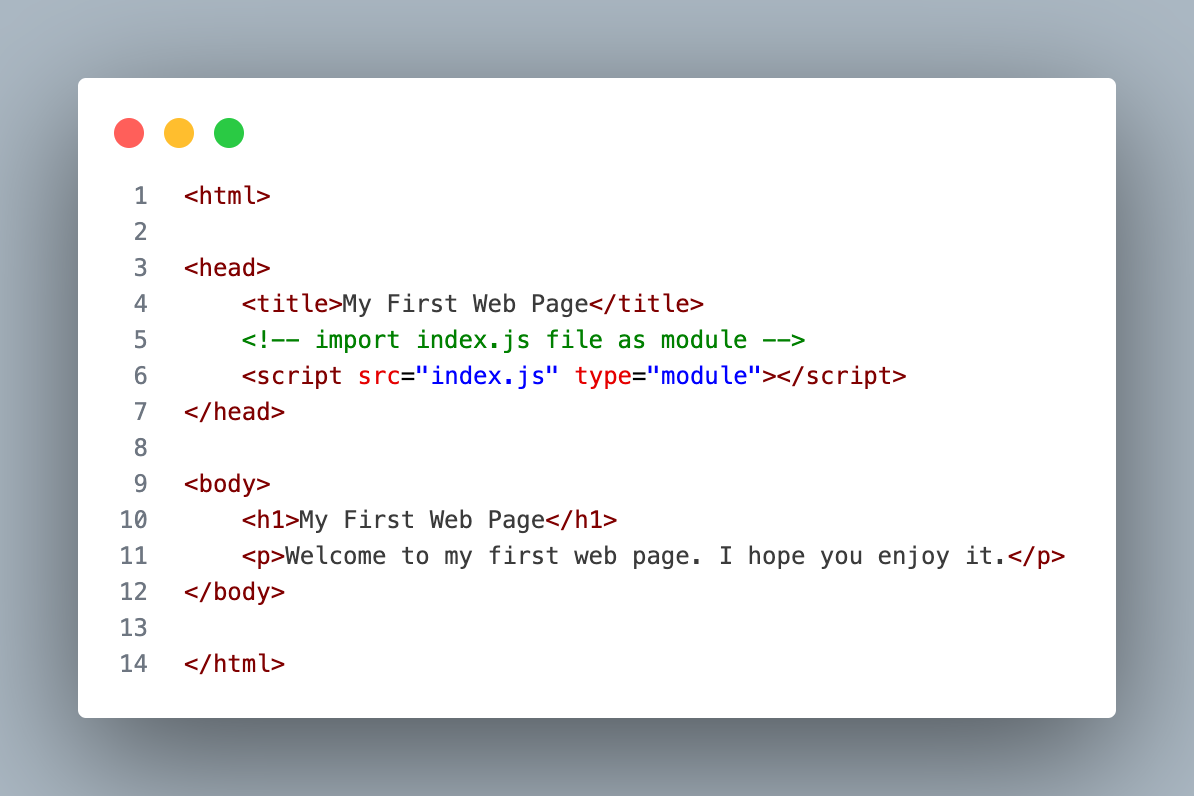 1 <html>
2
3 <head>
4     <title>My First Web Page</title>
5     <!-- import index.js file as module -->
6     <script src="index.js" type="module"></script>
7 </head>
8
9 <body>
10     <h1>My First Web Page</h1>
11     <p>Welcome to my first web page. I hope you enjoy it.</p>
12 </body>
13
14 </html>